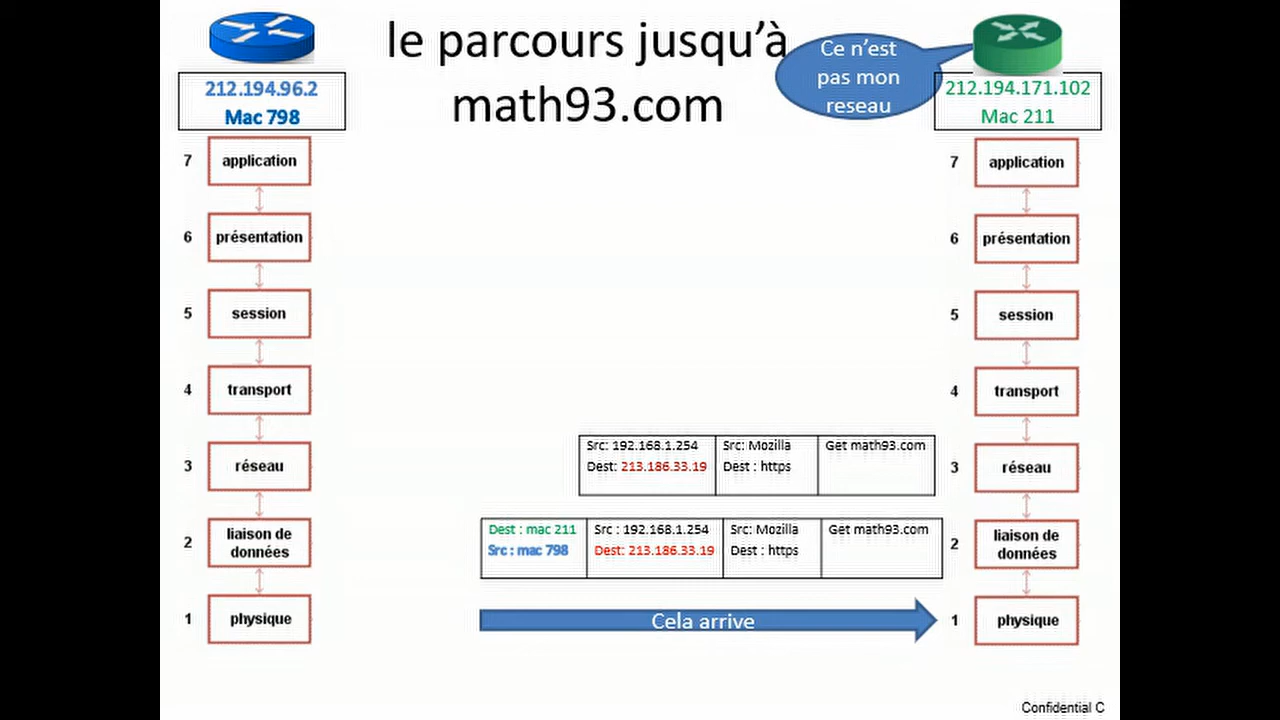 le parcours jusqu'à
math93.com
Ce n'est
pas mon
reseau
212.194.96.2
Mac 798
212.194.171.102
Mac 211
7 application
6 présentation
5 session
4 transport
3 réseau
2 liaison de
données
1 physique
Src: 192.168.1.254 Src: Mozilla Get math93.com
Dest: 213.186.33.19 Dest : https
Dest : mac 211 Src : 192.168.1.254 Src: Mozilla Get math93.com
Src : mac 798 Dest: 213.186.33.19 Dest : https
Cela arrive
7 application
6 présentation
5 session
4 transport
3 réseau
2 liaison de
données
1 physique
Confidential C